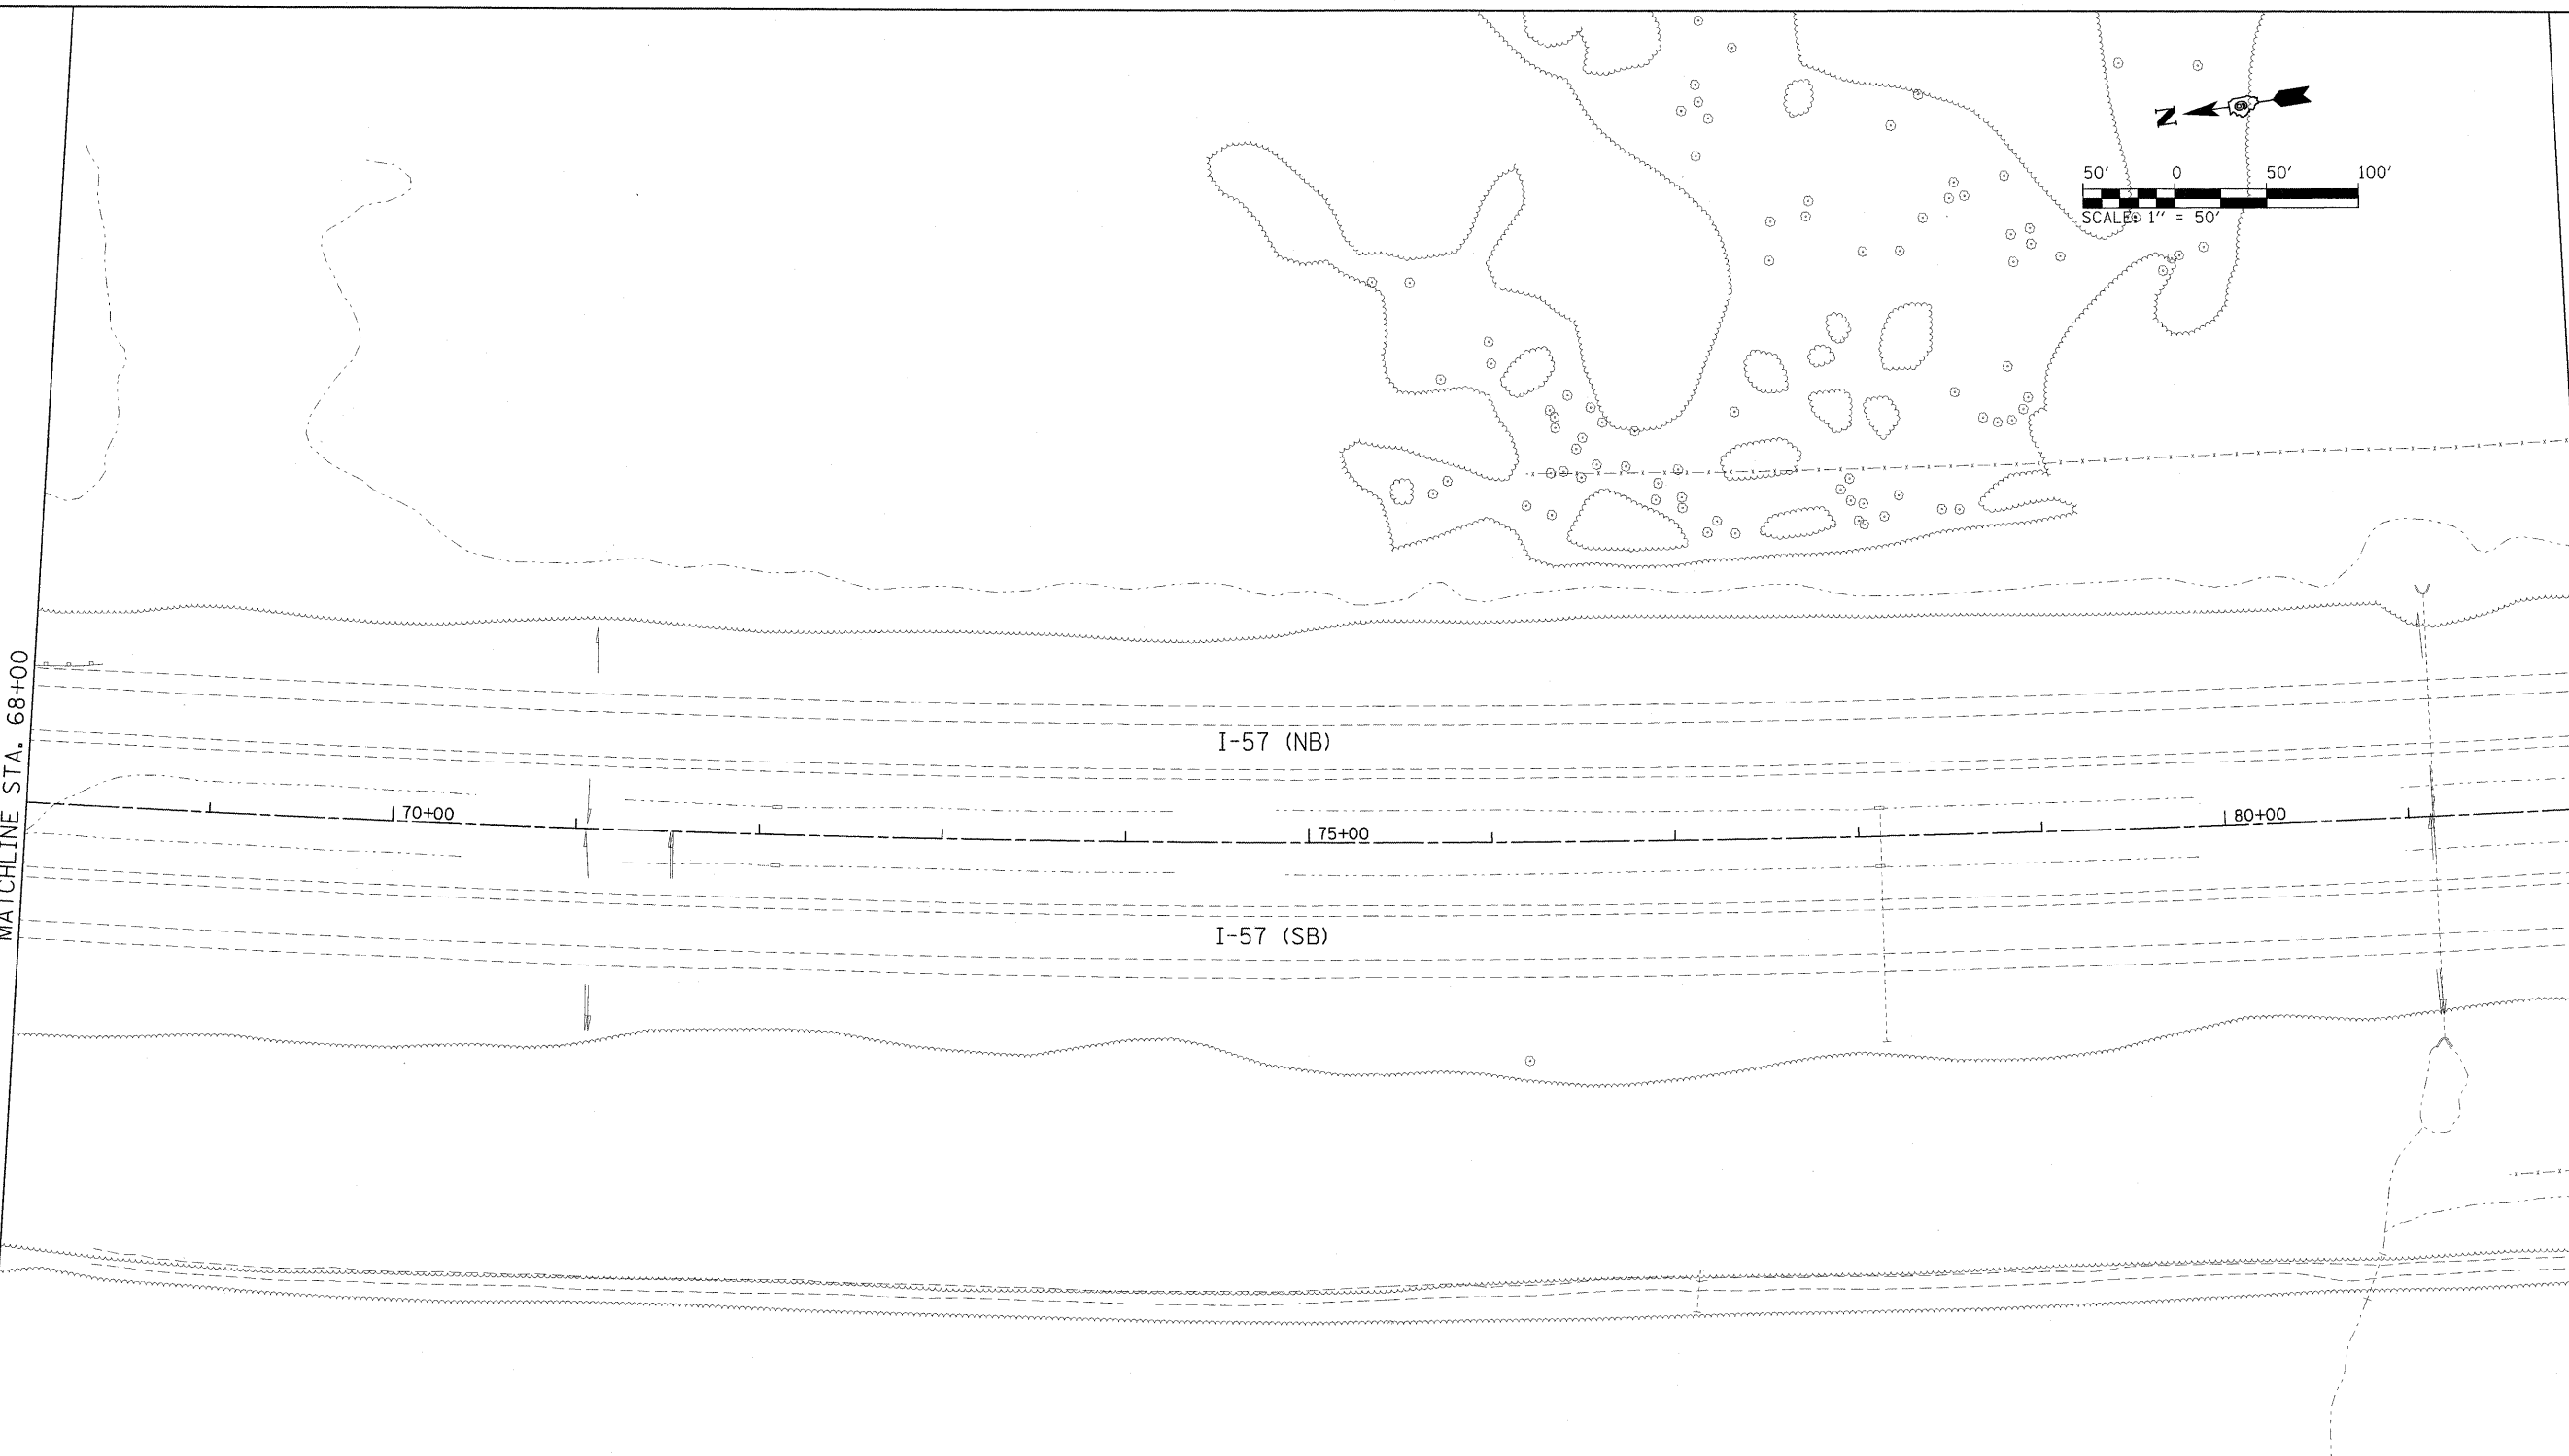 N
50' 0 50' 100'
SCALE: 1" = 50'
MATCHLINE STA. 68+00
I-57 (NB)
70+00
75+00
80+00
I-57 (SB)